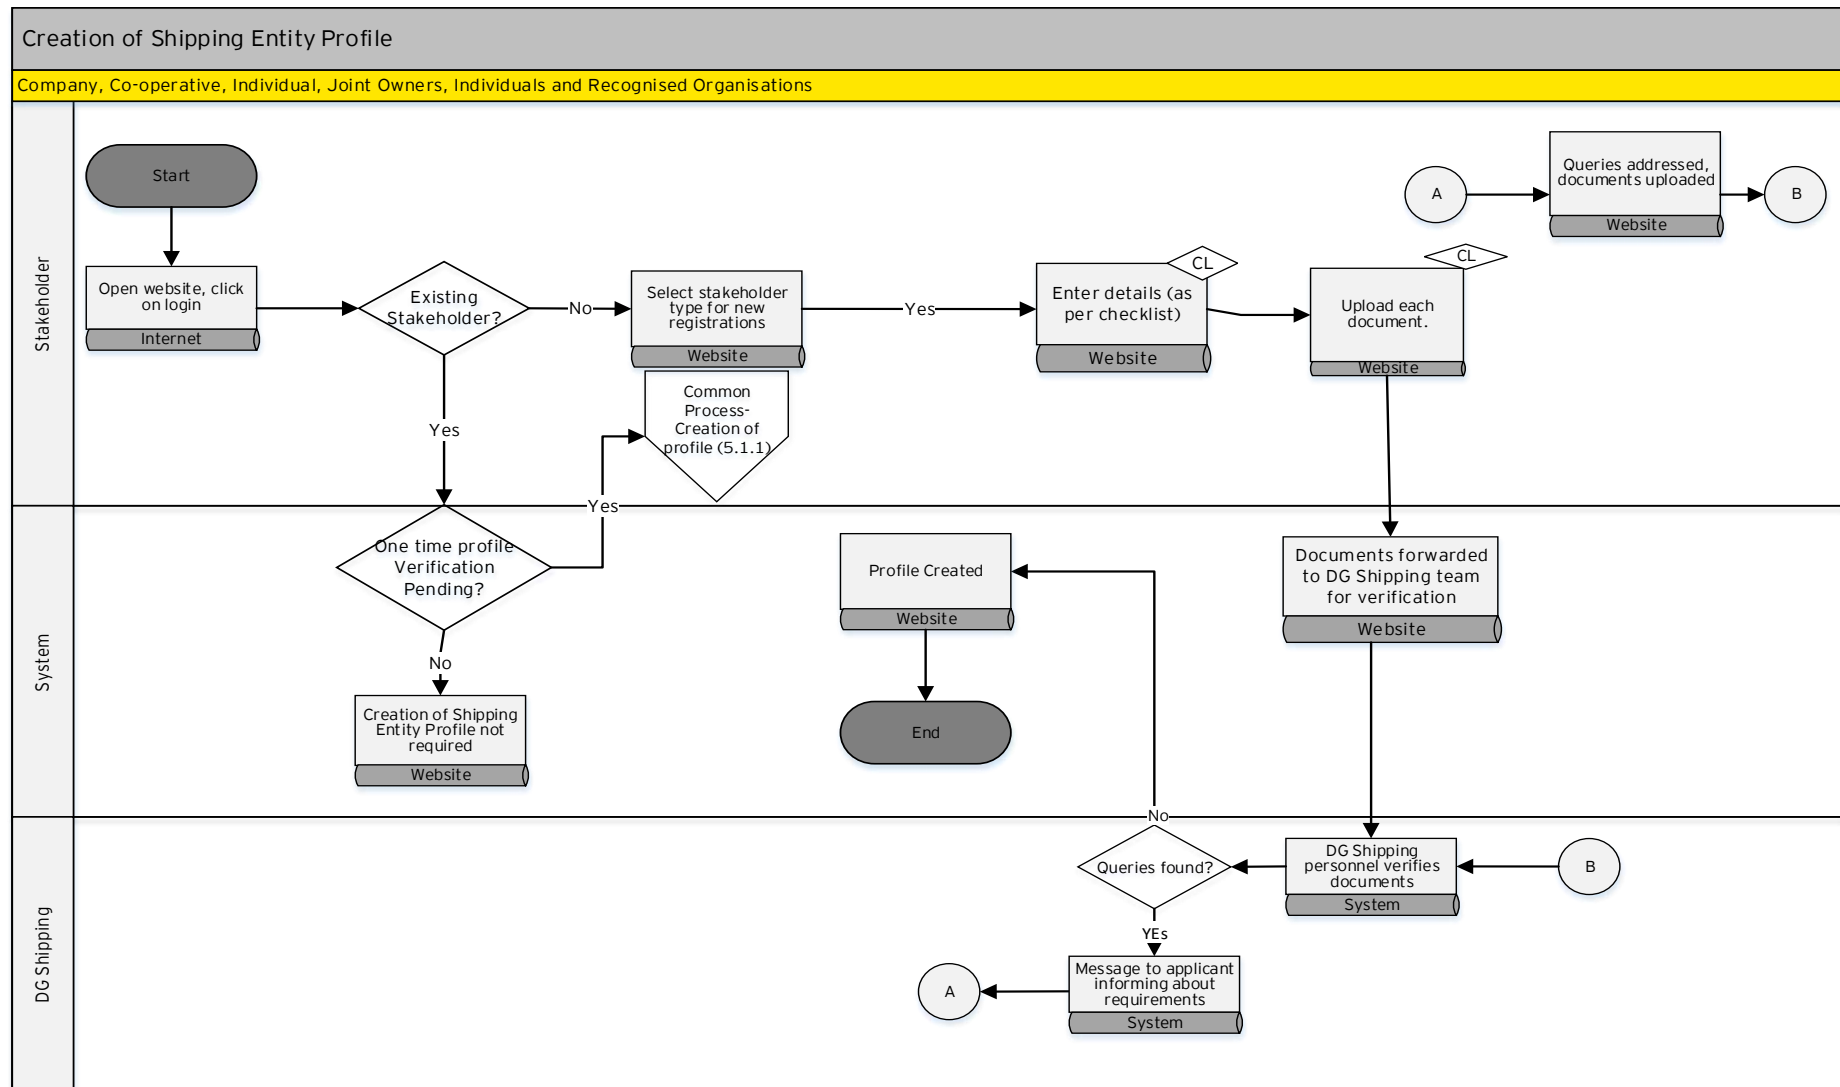 Creation of Shipping Entity Profile
Company, Co-operative, Individual, Joint Owners, Individuals and Recognised Organisations
Stakeholder
Start
Open website, click
on login
Internet
Existing
Stakeholder?
No
Select stakeholder
type for new
registrations
Website
Common
Process-
Creation of
profile (5.1.1)
Yes
Enter details (as
per checklist)
CL
Website
Upload each
document.
CL
Website
A
Queries addressed,
documents uploaded
Website
B
Yes
Yes
System
One time profile
Verification
Pending?
No
Creation of Shipping
Entity Profile not
required
Website
Profile Created
Website
End
Documents forwarded
to DG Shipping team
for verification
Website
No
DG Shipping
Queries found?
DG Shipping
personnel verifies
documents
System
B
YEs
Message to applicant
informing about
requirements
System
A